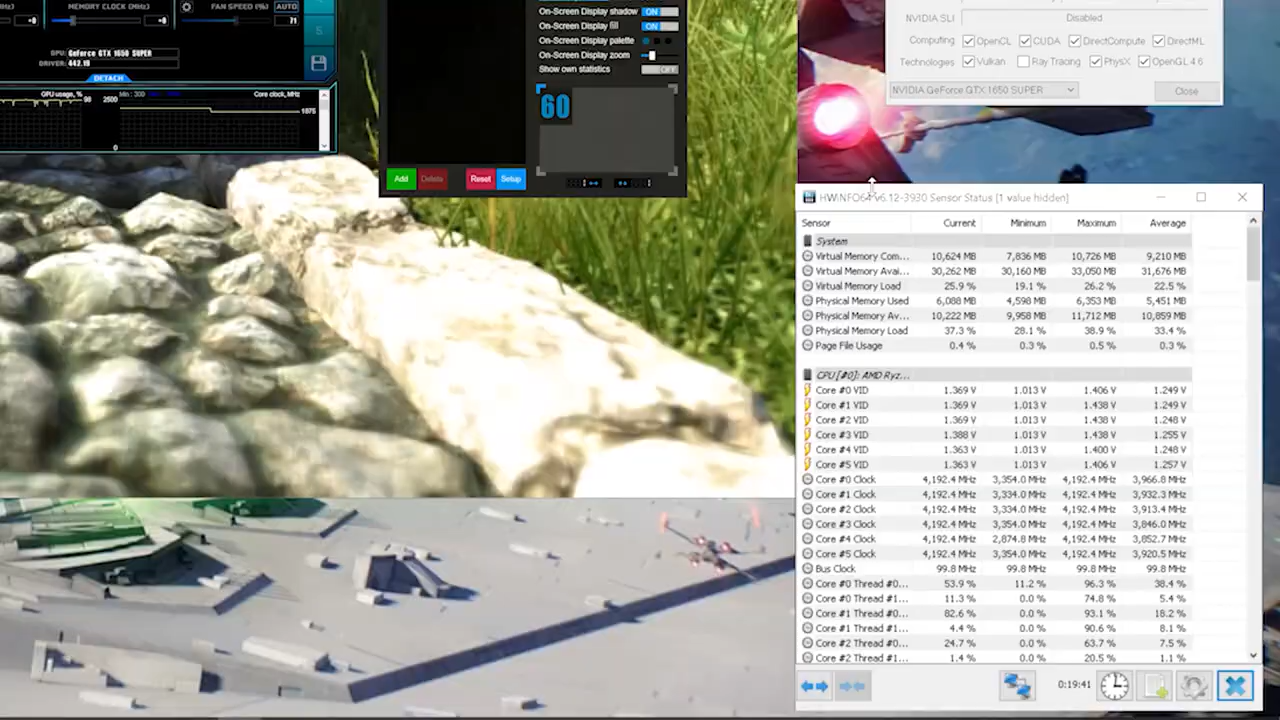 MEMORY CLOCK (MHz)
FAN SPEED (%)
AUTO
+0
+0
71
5
GPU: GeForce GTX 1650 SUPER
DRIVER: 442.19
DETACH
GPU usage, %
98
2500
Min : 300
Core clock, MHz
1875
0
On-Screen Display shadow
ON
On-Screen Display fill
ON
On-Screen Display palette
On-Screen Display zoom
Show own statistics
OFF
60
Add
Delete
Reset
Setup
NVIDIA SLI
Disabled
Computing
OpenCL
CUDA
DirectCompute
DirectML
Technologies
Vulkan
Ray Tracing
PhysX
OpenGL 4.6
NVIDIA GeForce GTX 1650 SUPER
Close
HWiNFO64 v6.12-3930 Sensor Status [1 value hidden]
Sensor Current Minimum Maximum Average
System
Virtual Memory Com... 10,624 MB 7,836 MB 10,726 MB 9,210 MB
Virtual Memory Avai... 30,262 MB 30,160 MB 33,050 MB 31,676 MB
Virtual Memory Load 25.9 % 19.1 % 26.2 % 22.5 %
Physical Memory Used 6,088 MB 4,598 MB 6,353 MB 5,451 MB
Physical Memory Av... 10,222 MB 9,958 MB 11,712 MB 10,859 MB
Physical Memory Load 37.3 % 28.1 % 38.9 % 33.4 %
Page File Usage 0.4 % 0.3 % 0.5 % 0.3 %
CPU [#0]: AMD Ryz...
Core #0 VID 1.369 V 1.013 V 1.406 V 1.249 V
Core #1 VID 1.369 V 1.013 V 1.438 V 1.249 V
Core #2 VID 1.369 V 1.013 V 1.438 V 1.248 V
Core #3 VID 1.388 V 1.013 V 1.438 V 1.255 V
Core #4 VID 1.363 V 1.013 V 1.400 V 1.248 V
Core #5 VID 1.363 V 1.013 V 1.406 V 1.257 V
Core #0 Clock 4,192.4 MHz 3,354.0 MHz 4,192.4 MHz 3,966.8 MHz
Core #1 Clock 4,192.4 MHz 3,334.0 MHz 4,192.4 MHz 3,932.3 MHz
Core #2 Clock 4,192.4 MHz 3,334.0 MHz 4,192.4 MHz 3,913.4 MHz
Core #3 Clock 4,192.4 MHz 3,354.0 MHz 4,192.4 MHz 3,846.0 MHz
Core #4 Clock 4,192.4 MHz 2,874.8 MHz 4,192.4 MHz 3,852.7 MHz
Core #5 Clock 4,192.4 MHz 3,354.0 MHz 4,192.4 MHz 3,920.5 MHz
Bus Clock 99.8 MHz 99.8 MHz 99.8 MHz 99.8 MHz
Core #0 Thread #0... 53.9 % 11.2 % 96.3 % 38.4 %
Core #0 Thread #1... 11.3 % 0.0 % 74.8 % 5.4 %
Core #1 Thread #0... 82.6 % 0.0 % 93.1 % 18.2 %
Core #1 Thread #1... 4.4 % 0.0 % 90.6 % 8.1 %
Core #2 Thread #0... 24.7 % 0.0 % 63.7 % 7.5 %
Core #2 Thread #1... 1.4 % 0.0 % 20.5 % 1.1 %
0:19:41